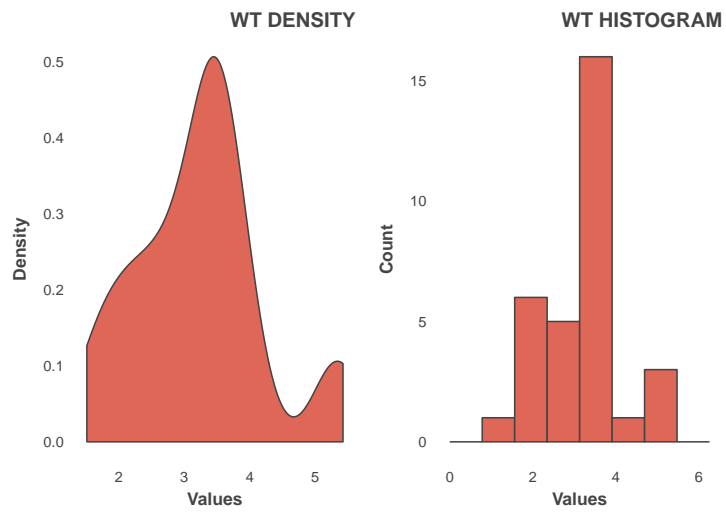 WT DENSITY
0.5
0.4
0.3
0.2
0.1
0.0
Density
2 3 4 5
Values
WT HISTOGRAM
15
10
5
0
Count
0 2 4 6
Values